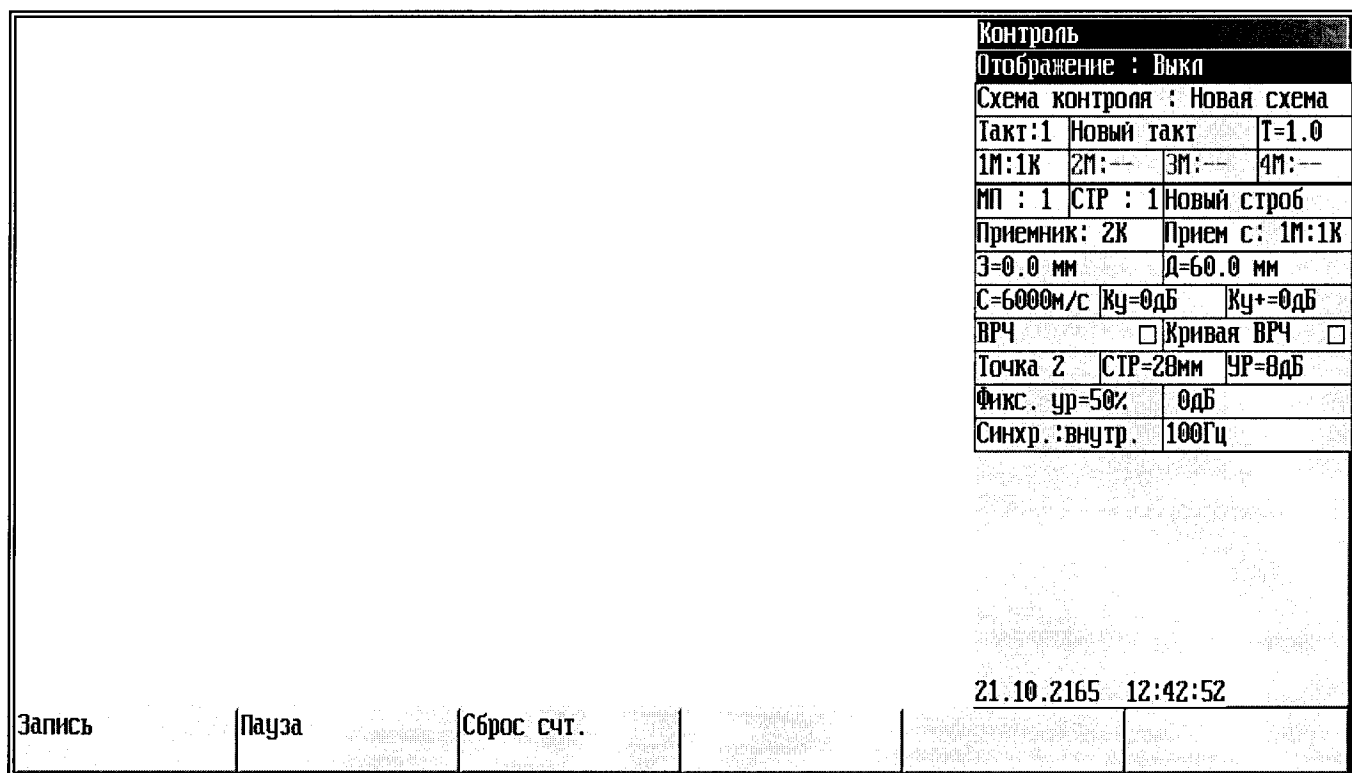 Контроль
Отображение : Выкл
Схема контроля : Новая схема
Такт:1 Новый такт T=1.0
1М:1К 2М:-- 3М:-- 4М:--
МП : 1 СТР : 1 Новый строб
Приемник: 2К Прием с: 1М:1К
З=0.0 мм Д=60.0 мм
С=6000м/с Ку=0дБ Ку+=0дБ
ВРЧ □ Кривая ВРЧ □
Точка 2 СТР=28мм УР=8дБ
Фикс. ур=50% 0дБ
Синхр.:внутр. 100Гц
21.10.2165 12:42:52
Запись Пауза Сброс счт.